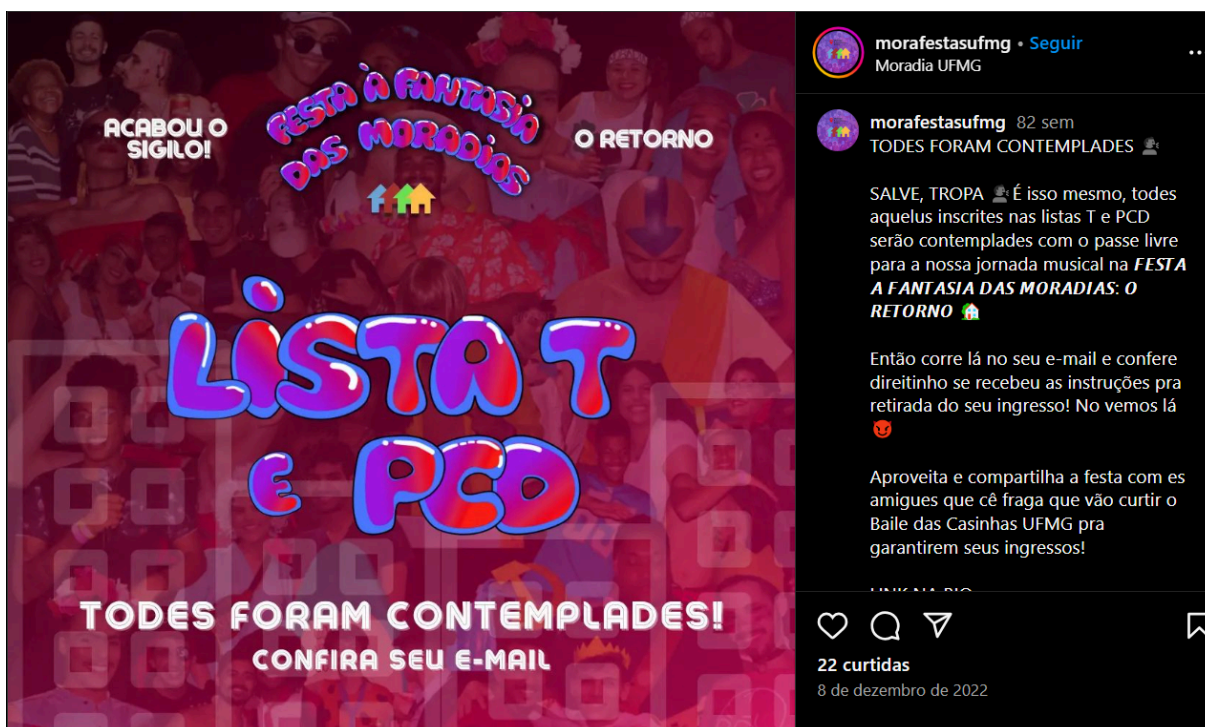 ACABOU O
SIGILO!
FESTA À FANTASIA
DAS MORADIAS
O RETORNO
LISTA T
E PCD
TODES FORAM CONTEMPLADES!
CONFIRA SEU E-MAIL
morafestasufmg • Seguir
Moradia UFMG
morafestasufmg 82 sem
TODES FORAM CONTEMPLADES 🗣
SALVE, TROPA 🗣É isso mesmo, todes
aquelus inscrites nas listas T e PCD
serão contemplades com o passe livre
para a nossa jornada musical na FESTA
A FANTASIA DAS MORADIAS: O
RETORNO 🏠
Então corre lá no seu e-mail e confere
direitinho se recebeu as instruções pra
retirada do seu ingresso! No vemos lá
😈
Aproveita e compartilha a festa com es
amigues que cê fraga que vão curtir o
Baile das Casinhas UFMG pra
garantirem seus ingressos!
LINK NA BIO
22 curtidas
8 de dezembro de 2022